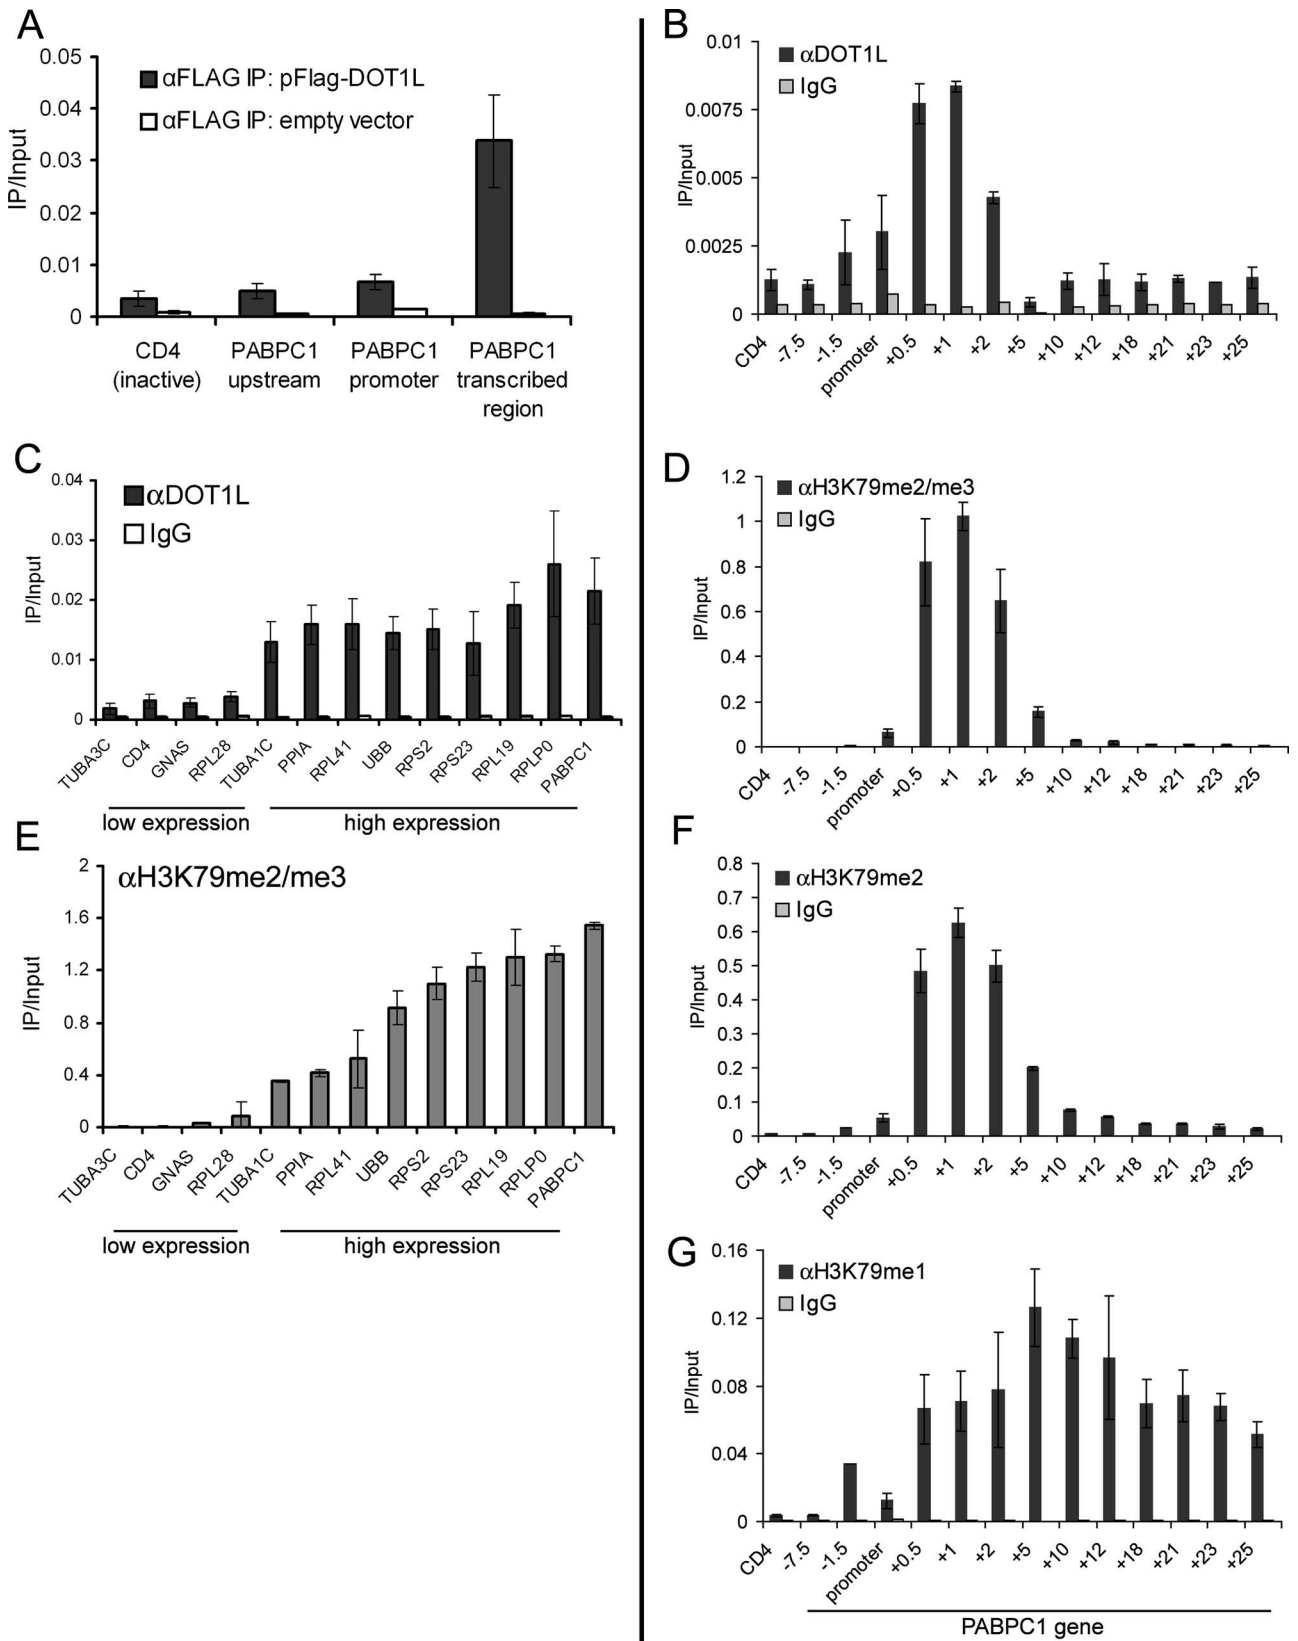 A
0.05
0.04
0.03
0.02
0.01
0
IP/Input
αFLAG IP: pFlag-DOT1L
αFLAG IP: empty vector
CD4
(inactive)
PABPC1
upstream
PABPC1
promoter
PABPC1
transcribed
region
B
0.01
0.0075
0.005
0.0025
0
IP/Input
αDOT1L
IgG
CD4
-7.5
-1.5
promoter
+0.5
+1
+2
+5
+10
+12
+18
+21
+23
+25
C
0.04
0.03
0.02
0.01
0
IP/Input
αDOT1L
IgG
TUBA3C
CD4
GNAS
RPL28
TUBA1C
PPIA
RPL41
UBB
RPS2
RPS23
RPL19
RPLP0
PABPC1
low expression
high expression
D
1.2
1
0.8
0.6
0.4
0.2
0
IP/Input
αH3K79me2/me3
IgG
CD4
-7.5
-1.5
promoter
+0.5
+1
+2
+5
+10
+12
+18
+21
+23
+25
E
2
1.6
1.2
0.8
0.4
0
IP/Input
αH3K79me2/me3
TUBA3C
CD4
GNAS
RPL28
TUBA1C
PPIA
RPL41
UBB
RPS2
RPS23
RPL19
RPLP0
PABPC1
low expression
high expression
F
0.8
0.7
0.6
0.5
0.4
0.3
0.2
0.1
0
IP/Input
αH3K79me2
IgG
CD4
-7.5
-1.5
promoter
+0.5
+1
+2
+5
+10
+12
+18
+21
+23
+25
G
0.16
0.12
0.08
0.04
0
IP/Input
αH3K79me1
IgG
CD4
-7.5
-1.5
promoter
+0.5
+1
+2
+5
+10
+12
+18
+21
+23
+25
PABPC1 gene